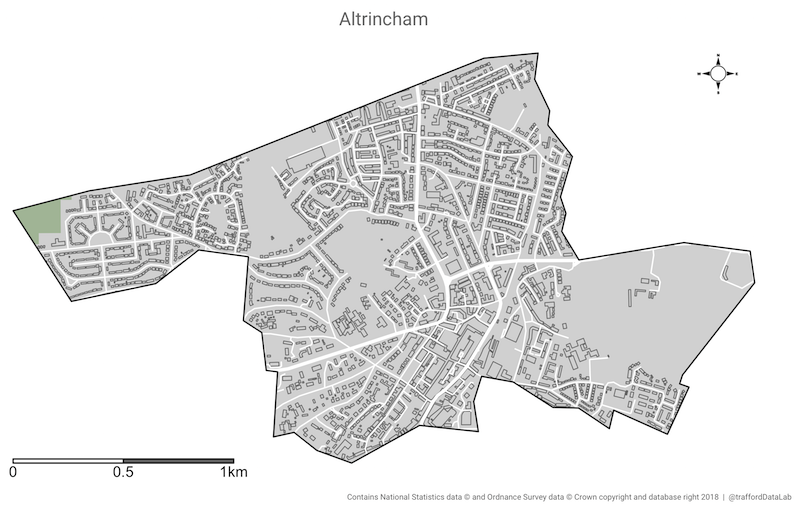 Altrincham
N
W E
S
0 0.5 1km
Contains National Statistics data © and Ordnance Survey data © Crown copyright and database right 2018 | @traffordDataLab